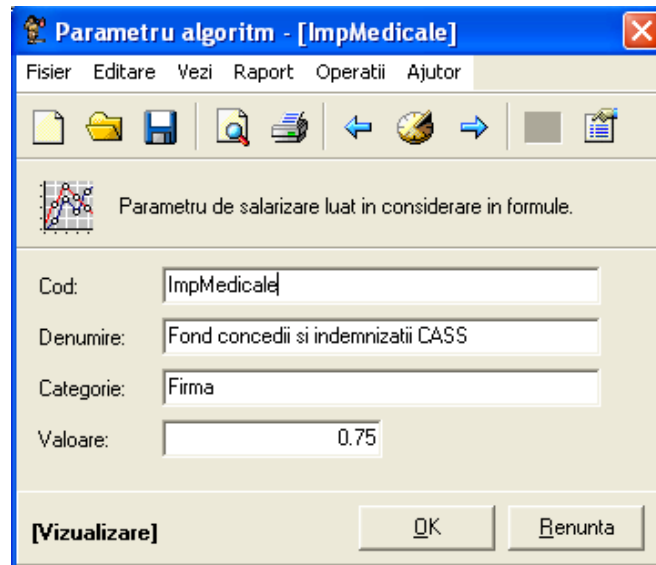 Parametru algoritm - [ImpMedicale]
Fisier Editare Vezi Raport Operatii Ajutor
Parametru de salarizare luat in considerare in formule.
Cod: ImpMedicale
Denumire: Fond concedii si indemnizatii CASS
Categorie: Firma
Valoare: 0.75
[Vizualizare] OK Renunta